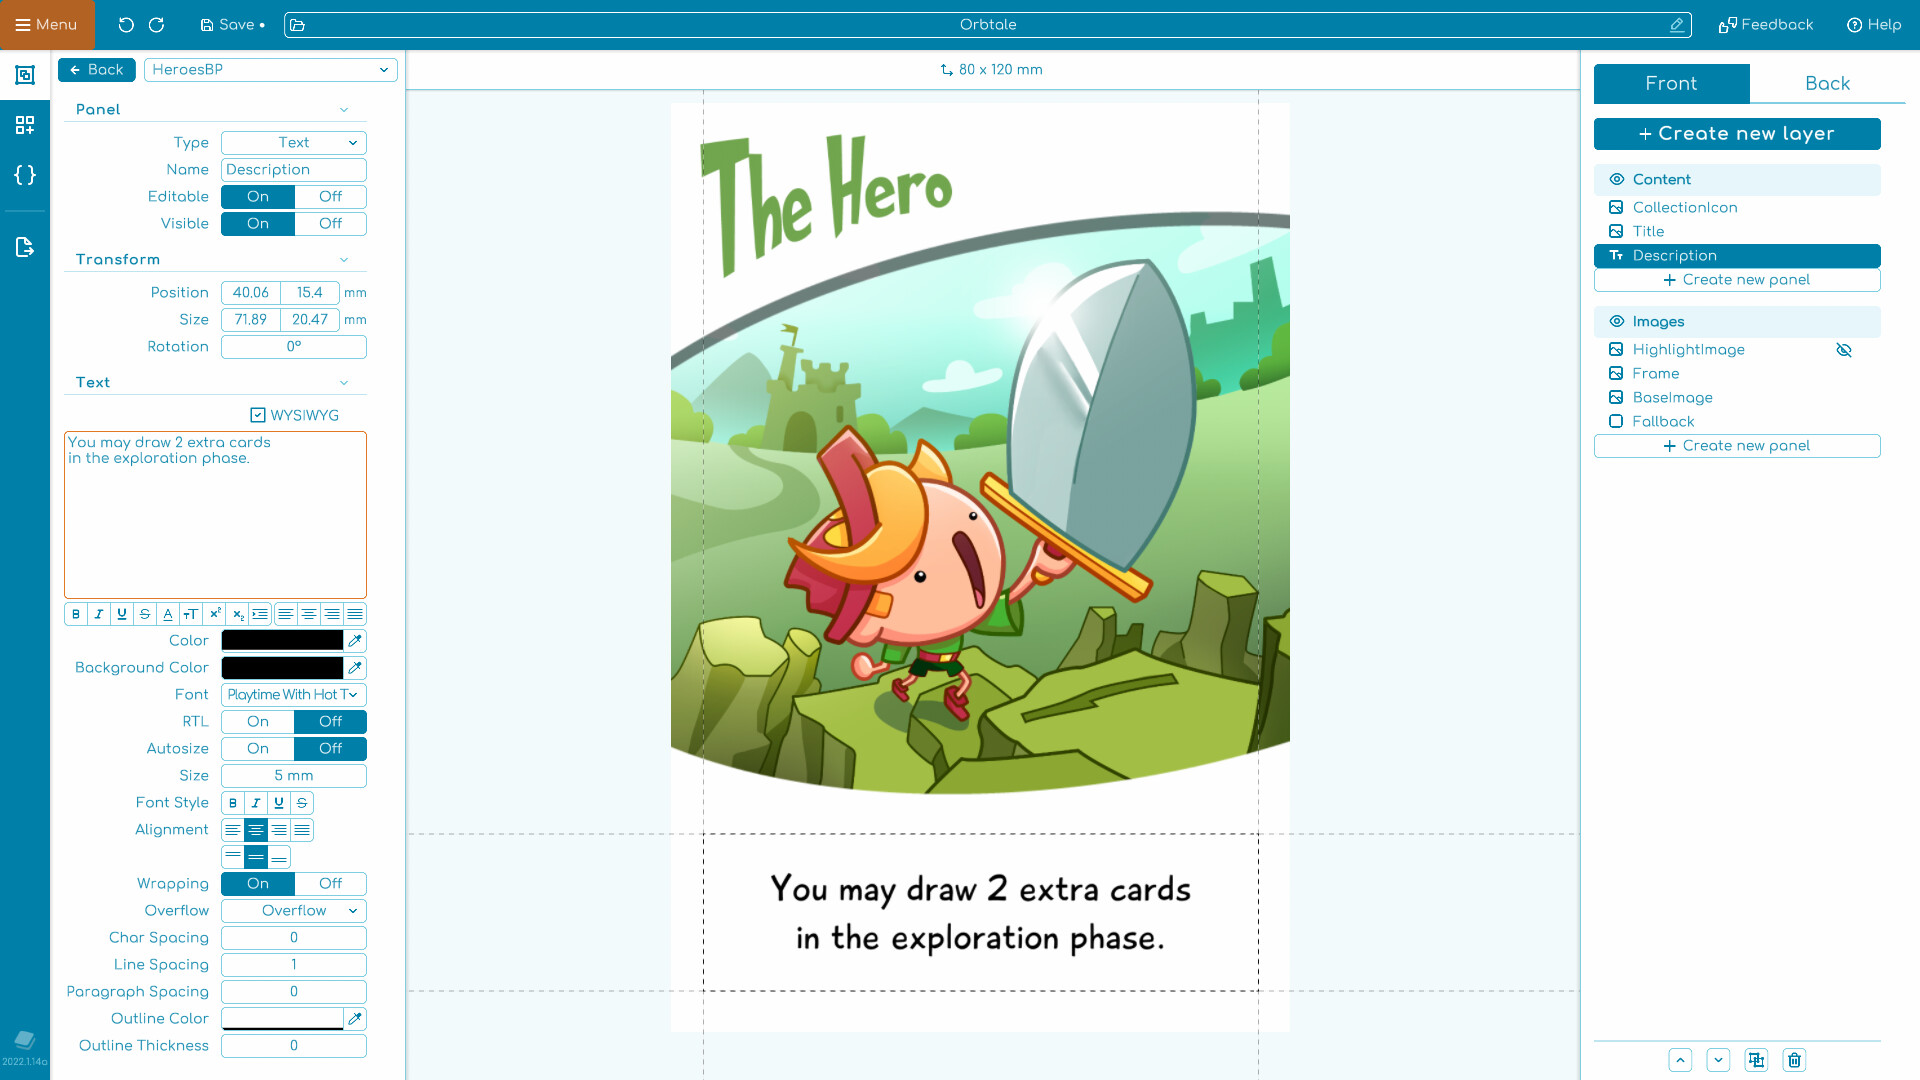 Menu
Save •
Orbtale
Feedback
Help
Back
HeroesBP
80 x 120 mm
Panel
Type Text
Name Description
Editable On Off
Visible On Off
Transform
Position 40.06 15.4 mm
Size 71.89 20.47 mm
Rotation 0°
Text
WYSIWYG
You may draw 2 extra cards
in the exploration phase.
B I U S A TT x² x₂
Color
Background Color
Font Playtime With Hot T
RTL On Off
Autosize On Off
Size 5 mm
Font Style B I U S
Alignment
Wrapping On Off
Overflow Overflow
Char Spacing 0
Line Spacing 1
Paragraph Spacing 0
Outline Color
Outline Thickness 0
2022.1.14a
The Hero
You may draw 2 extra cards
in the exploration phase.
Front Back
+ Create new layer
Content
CollectionIcon
Title
Description
+ Create new panel
Images
HighlightImage
Frame
BaseImage
Fallback
+ Create new panel